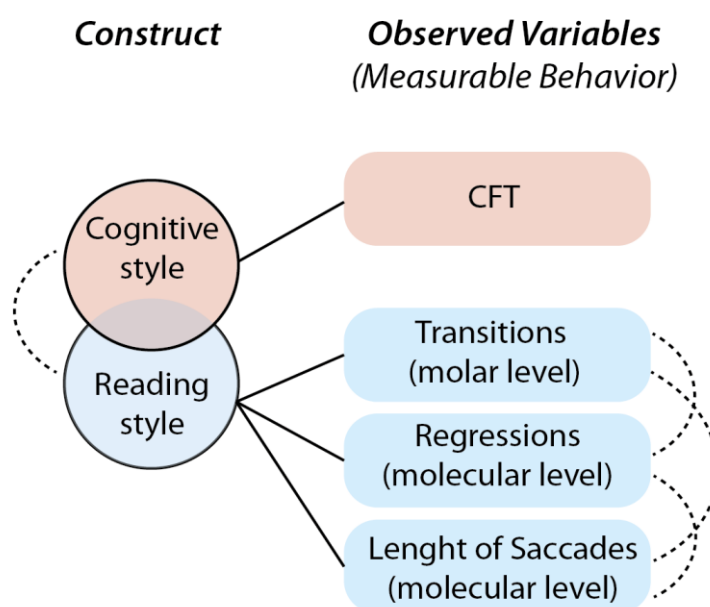 Construct
Observed Variables
(Measurable Behavior)
CFT
Cognitive
style
Reading
style
Transitions
(molar level)
Regressions
(molecular level)
Lenght of Saccades
(molecular level)